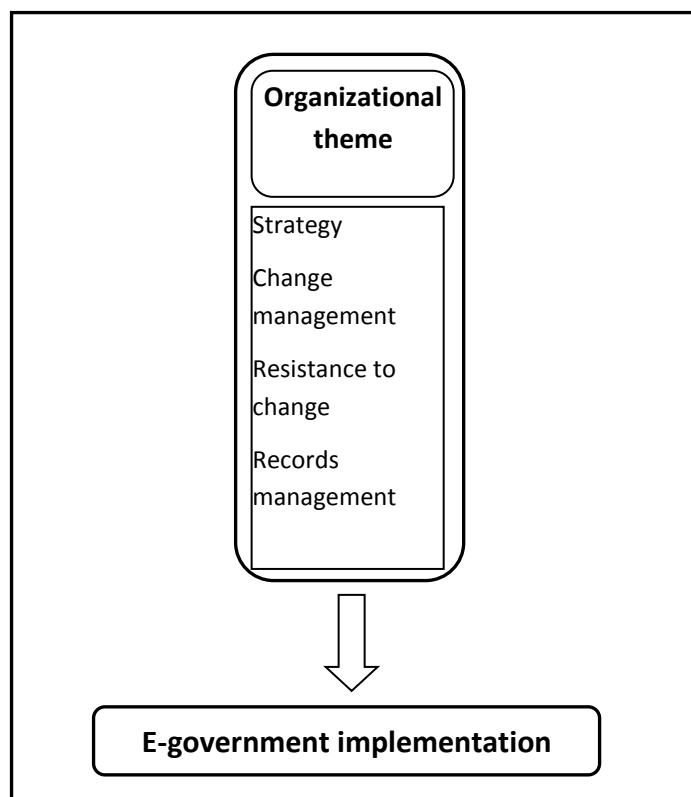 Organizational
theme
Strategy
Change
management
Resistance to
change
Records
management
E-government implementation